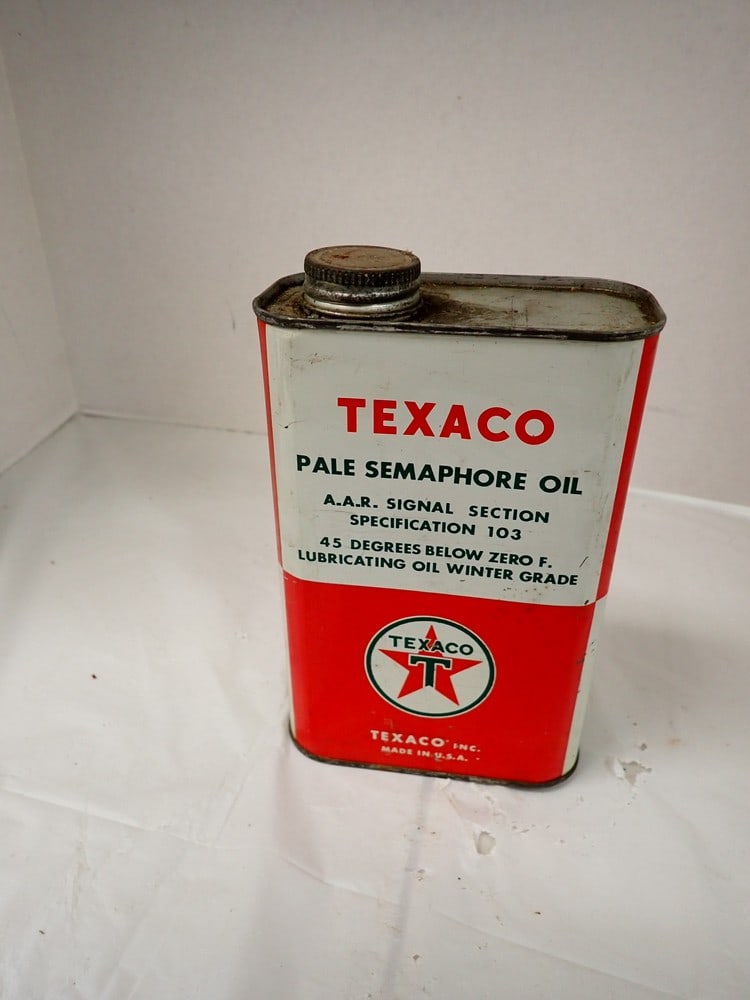 TEXACO
PALE SEMAPHORE OIL
A.A.R. SIGNAL SECTION
SPECIFICATION 103
45 DEGREES BELOW ZERO F.
LUBRICATING OIL WINTER GRADE
TEXACO
T
TEXACO INC.
MADE IN U.S.A.